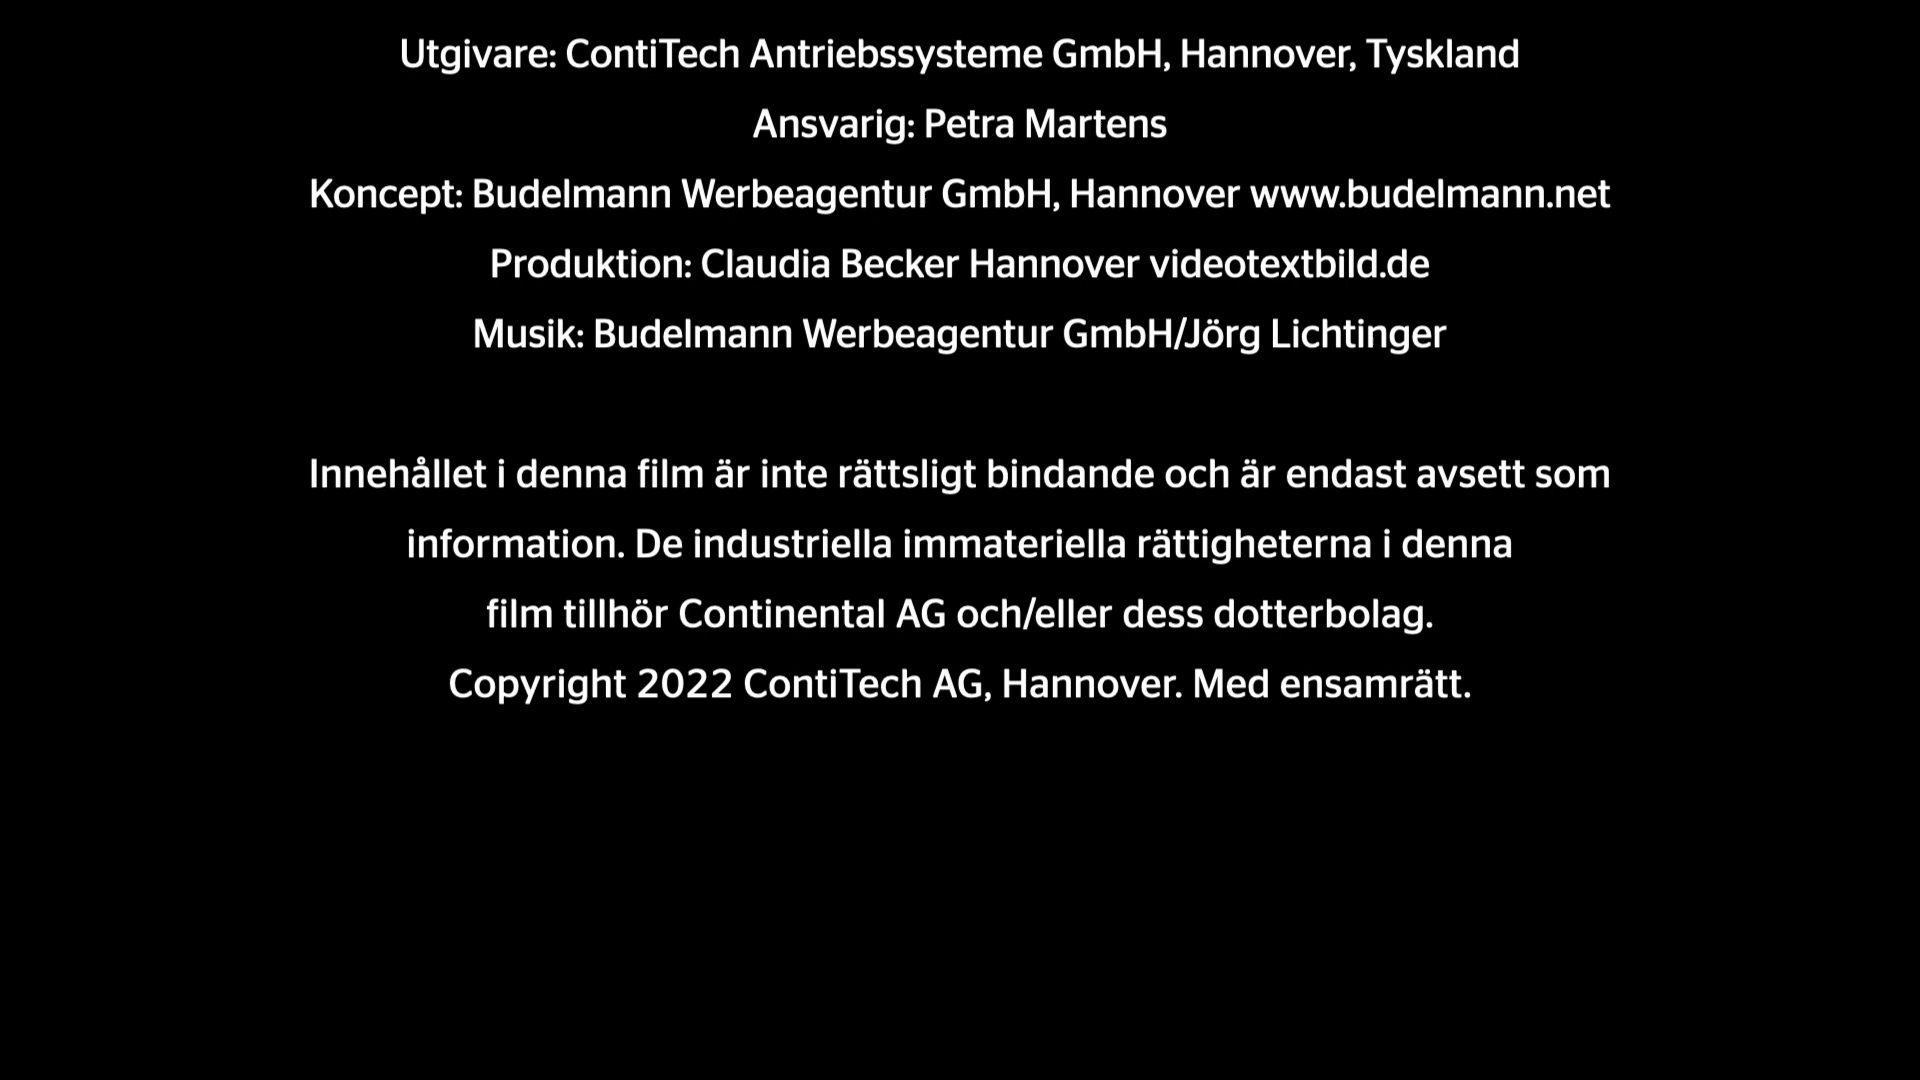 Utgivare: ContiTech Antriebssysteme GmbH, Hannover, Tyskland
Ansvarig: Petra Martens
Koncept: Budelmann Werbeagentur GmbH, Hannover www.budelmann.net
Produktion: Claudia Becker Hannover videotextbild.de
Musik: Budelmann Werbeagentur GmbH/Jörg Lichtinger
Innehållet i denna film är inte rättsligt bindande och är endast avsett som
information. De industriella immateriella rättigheterna i denna
film tillhör Continental AG och/eller dess dotterbolag.
Copyright 2022 ContiTech AG, Hannover. Med ensamrätt.